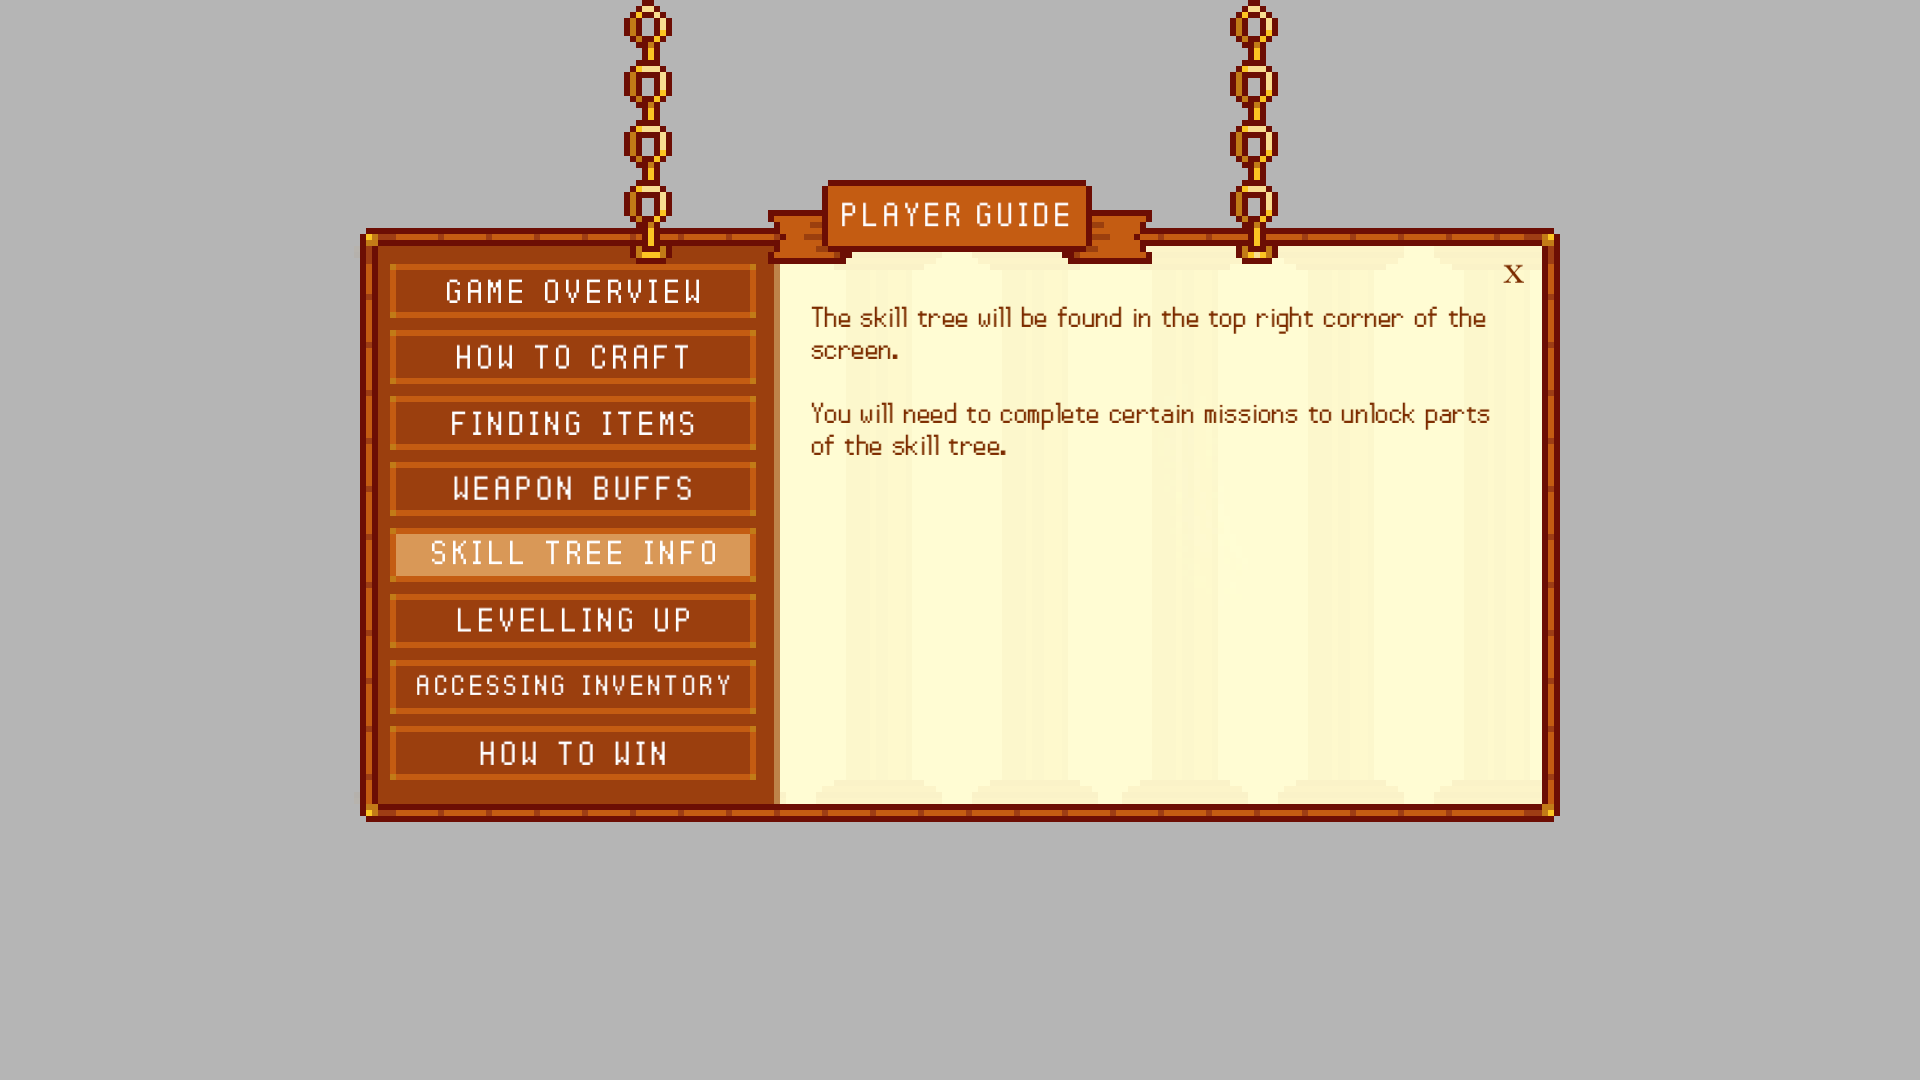 PLAYER GUIDE
GAME OVERVIEW
HOW TO CRAFT
FINDING ITEMS
WEAPON BUFFS
SKILL TREE INFO
LEVELLING UP
ACCESSING INVENTORY
HOW TO WIN
X
The skill tree will be found in the top right corner of the
screen.
You will need to complete certain missions to unlock parts
of the skill tree.